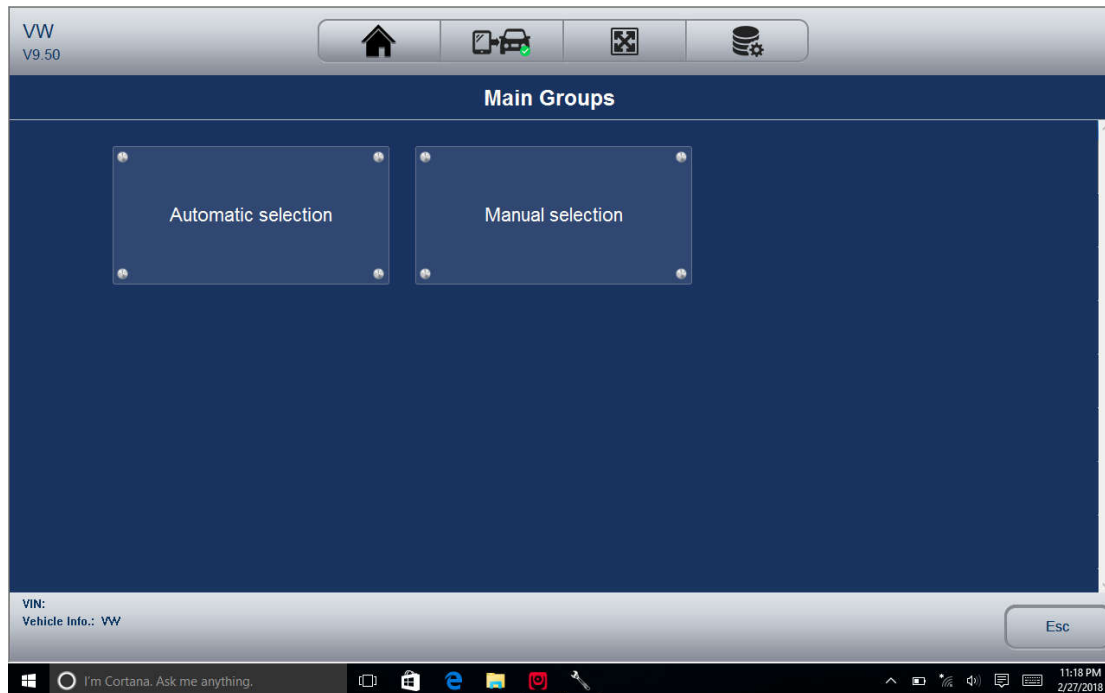 VW
V9.50
Main Groups
Automatic selection
Manual selection
VIN:
Vehicle Info.: VW
Esc
I'm Cortana. Ask me anything.
11:18 PM
2/27/2018